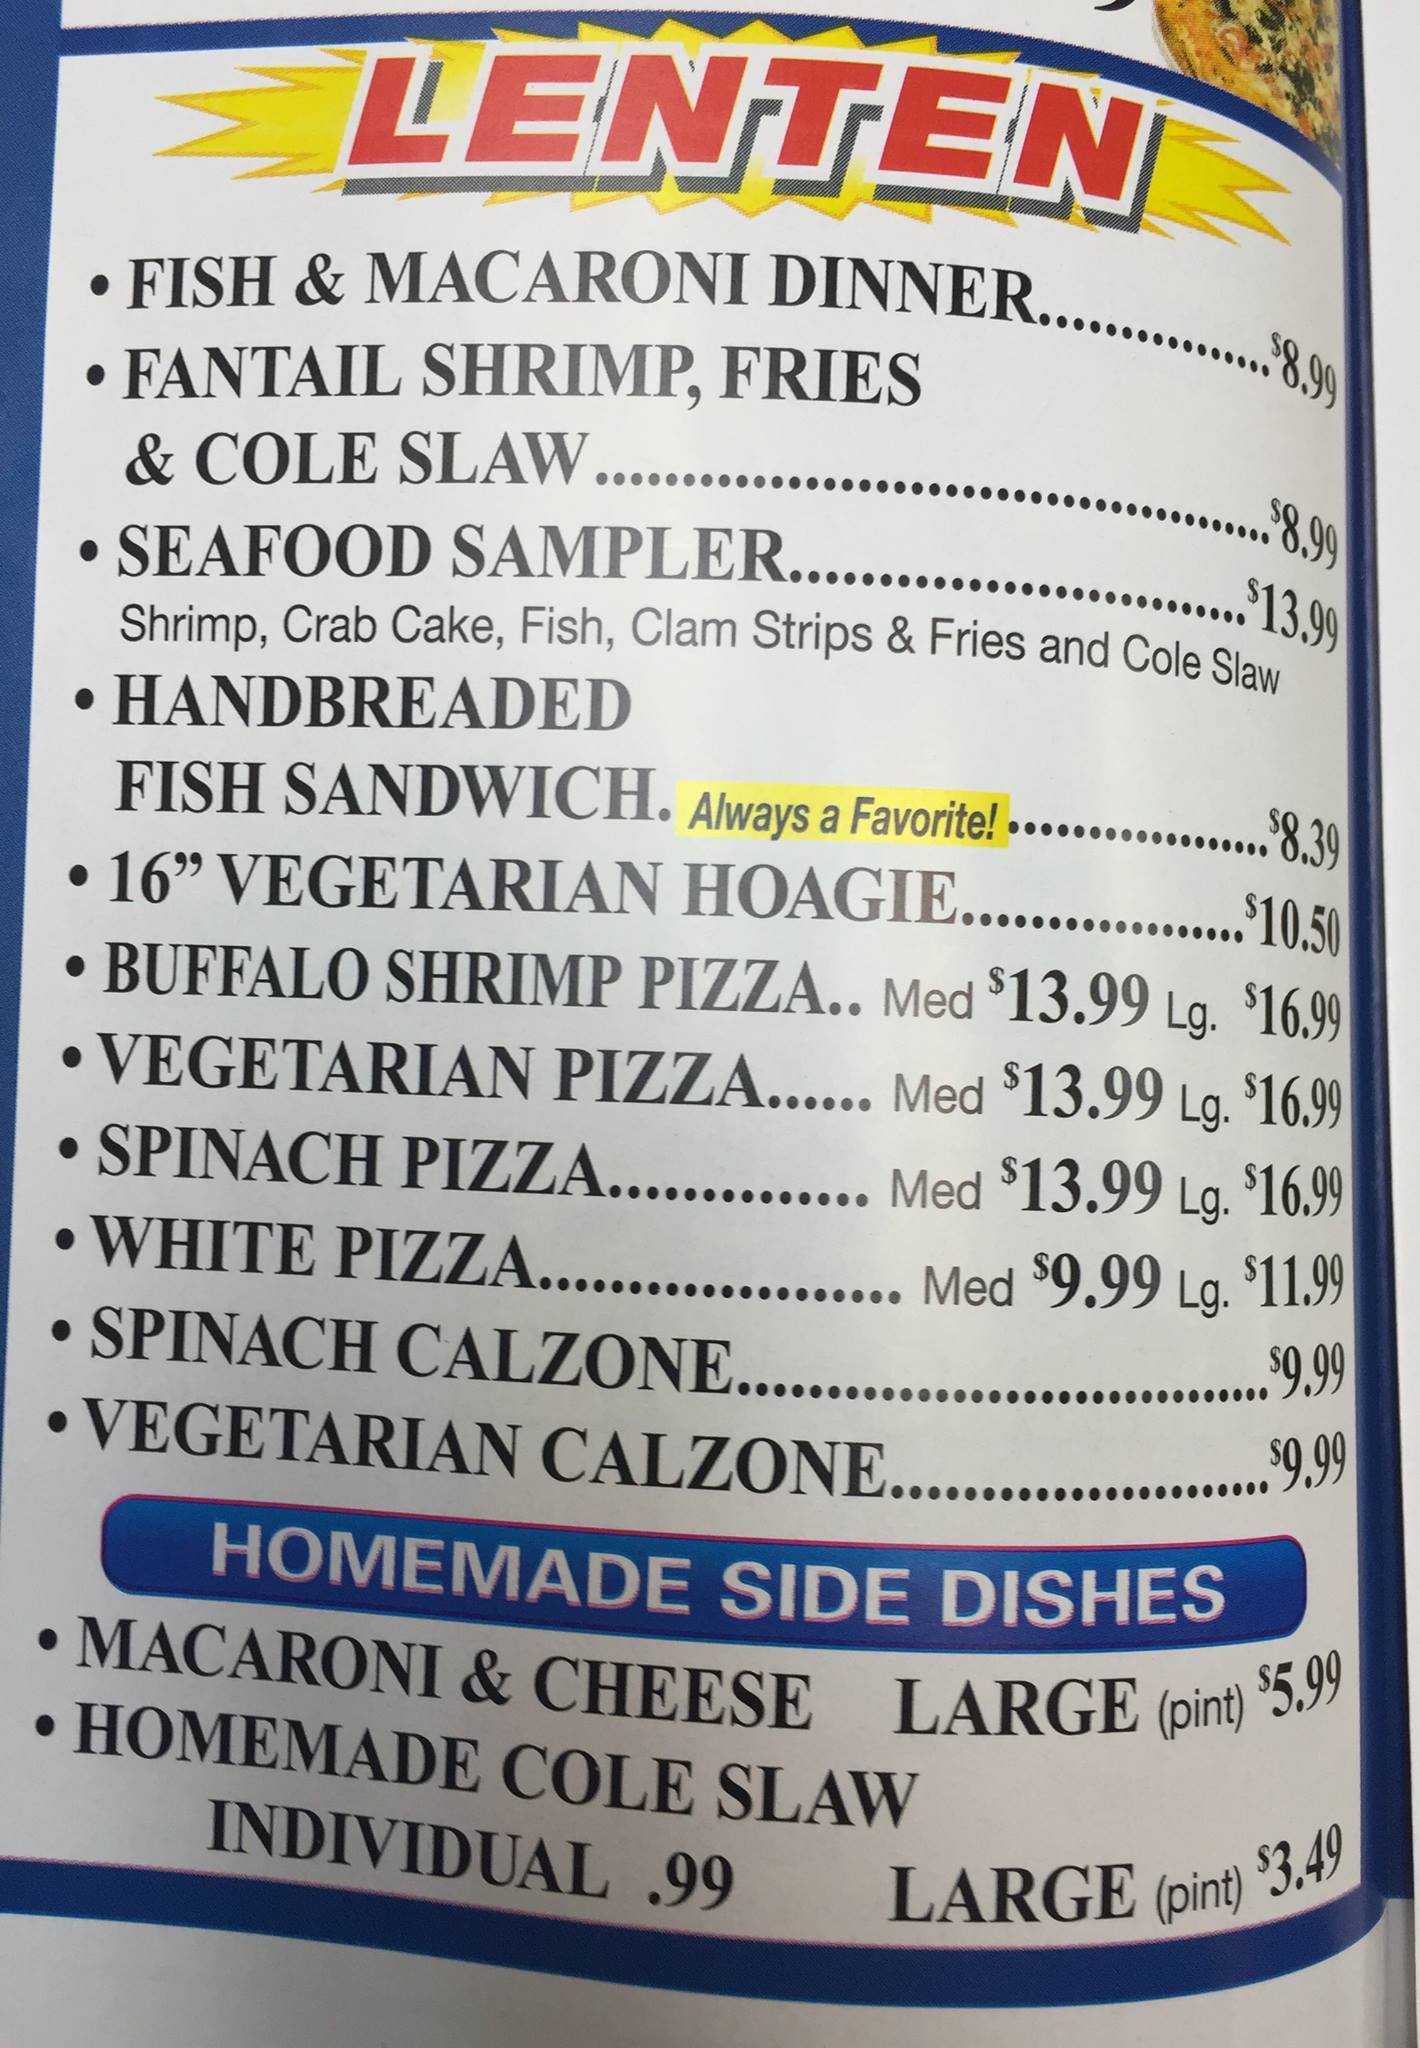 LENTEN
• FISH & MACARONI DINNER.................$8.99
• FANTAIL SHRIMP, FRIES
& COLE SLAW.............................................$8.99
• SEAFOOD SAMPLER..............................$13.99
Shrimp, Crab Cake, Fish, Clam Strips & Fries and Cole Slaw
• HANDBREADED
FISH SANDWICH. Always a Favorite! .................$8.39
• 16” VEGETARIAN HOAGIE..................$10.50
• BUFFALO SHRIMP PIZZA.. Med $13.99 Lg. $16.99
• VEGETARIAN PIZZA...... Med $13.99 Lg. $16.99
• SPINACH PIZZA.............. Med $13.99 Lg. $16.99
• WHITE PIZZA.................... Med $9.99 Lg. $11.99
• SPINACH CALZONE...............................$9.99
• VEGETARIAN CALZONE......................$9.99
HOMEMADE SIDE DISHES
• MACARONI & CHEESE LARGE (pint) $5.99
• HOMEMADE COLE SLAW
INDIVIDUAL .99 LARGE (pint) $3.49